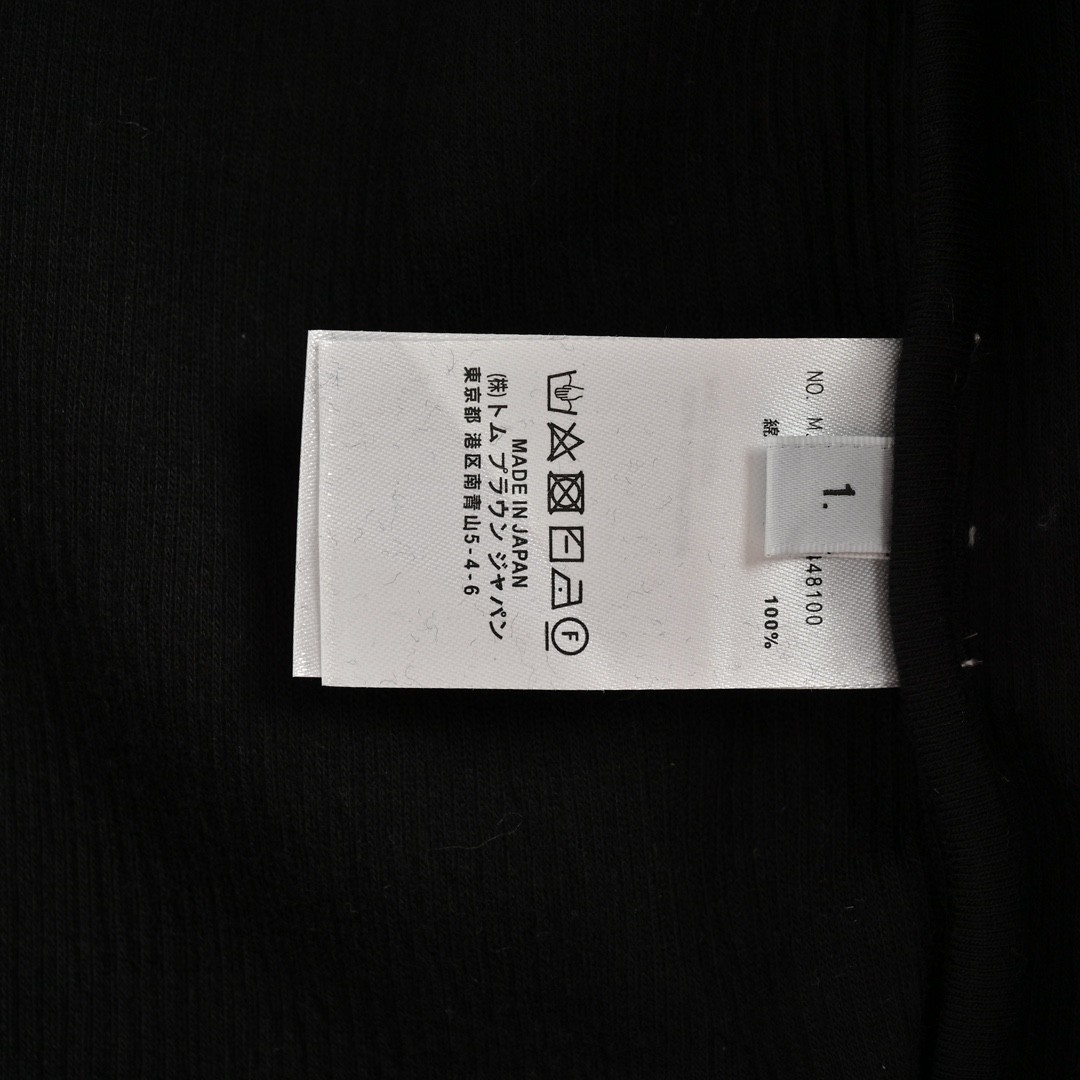 NO. M
448100
1.
綿
100%
F
MADE IN JAPAN
(株)トム ブラウン ジャパン
東京都 港区南青山5-4-6